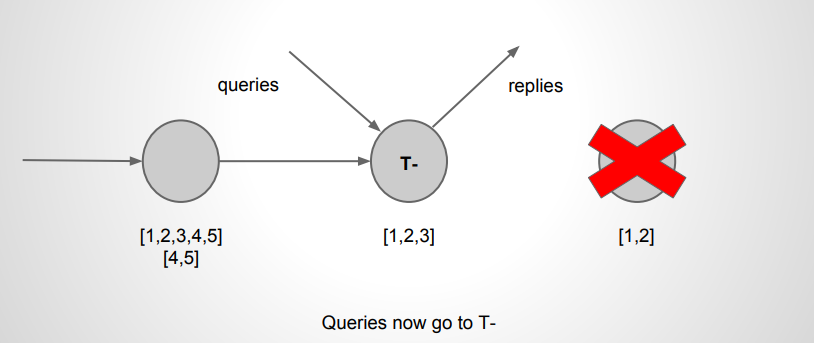 queries
replies
T-
[1,2,3,4,5]
[4,5]
[1,2,3]
[1,2]
Queries now go to T-